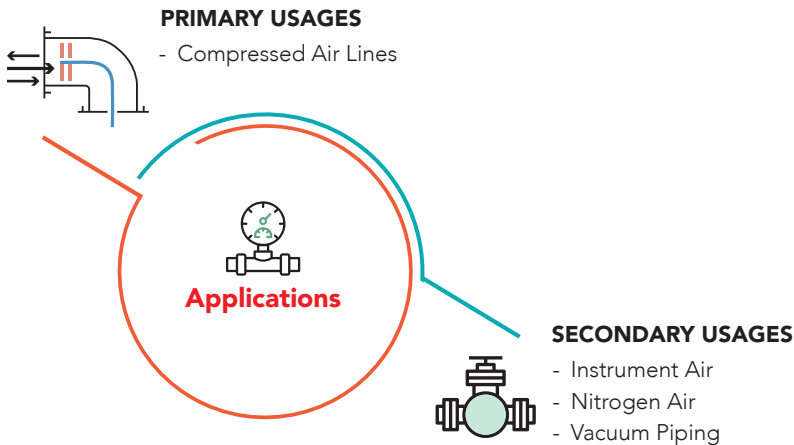 PRIMARY USAGES
- Compressed Air Lines
Applications
SECONDARY USAGES
- Instrument Air
- Nitrogen Air
- Vacuum Piping